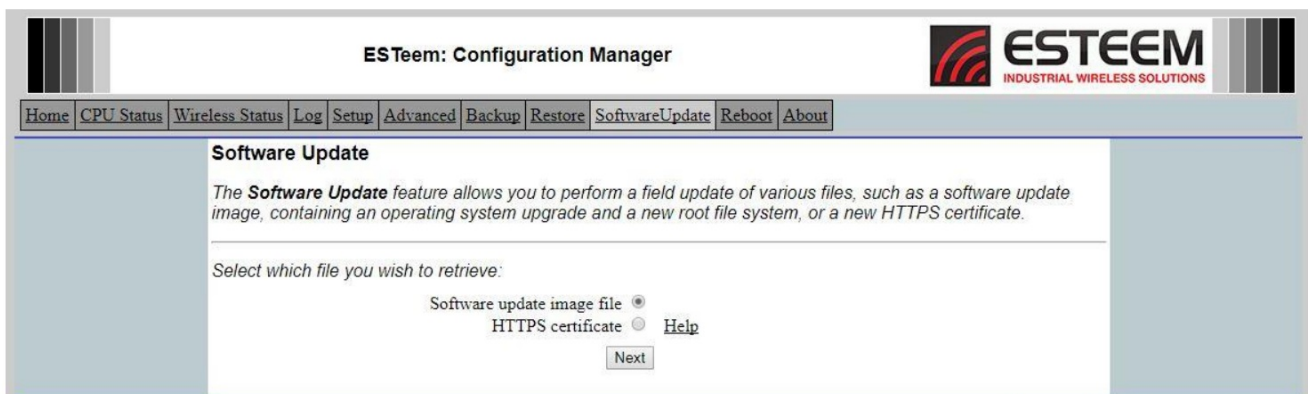 ESTeem: Configuration Manager
ESTEEM
INDUSTRIAL WIRELESS SOLUTIONS
Home CPU Status Wireless Status Log Setup Advanced Backup Restore SoftwareUpdate Reboot About
Software Update
The Software Update feature allows you to perform a field update of various files, such as a software update
image, containing an operating system upgrade and a new root file system, or a new HTTPS certificate.
Select which file you wish to retrieve:
Software update image file
HTTPS certificate Help
Next